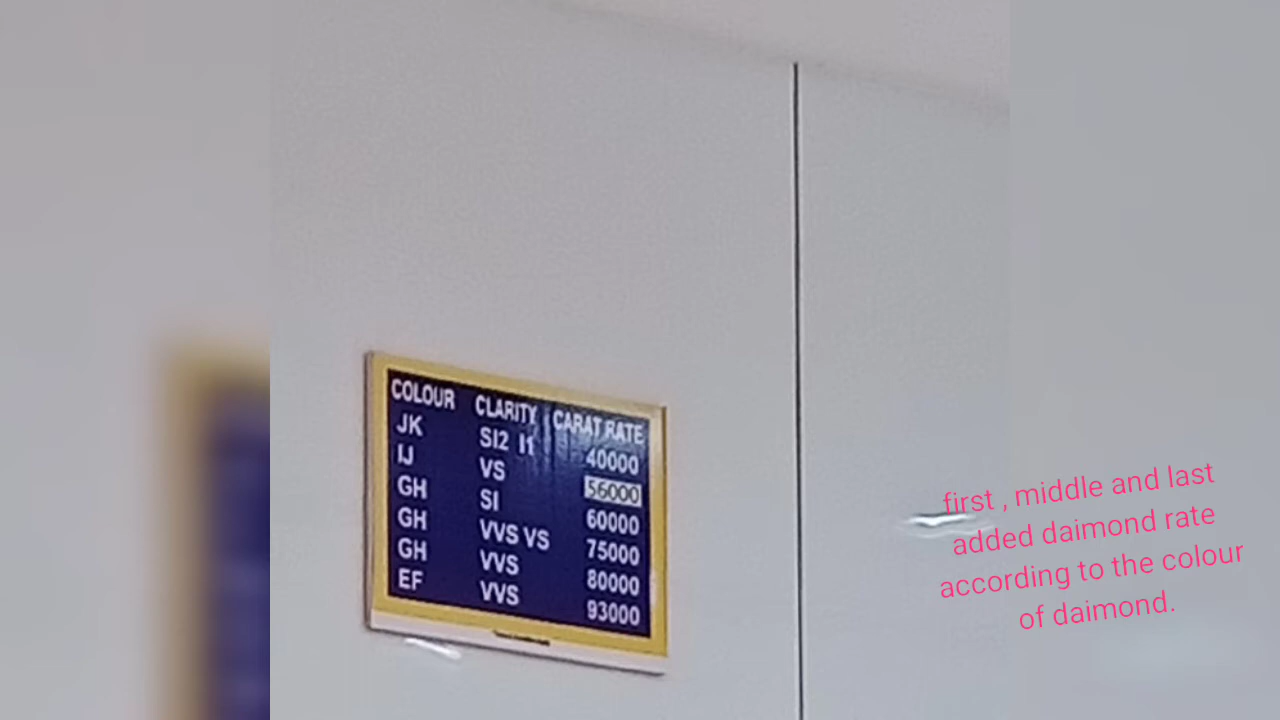 COLOUR CLARITY CARAT RATE
JK SI2 I1 40000
IJ VS 56000
GH SI 60000
GH VVS VS 75000
GH VVS 80000
EF VVS 93000
first , middle and last
added daimond rate
according to the colour
of daimond.